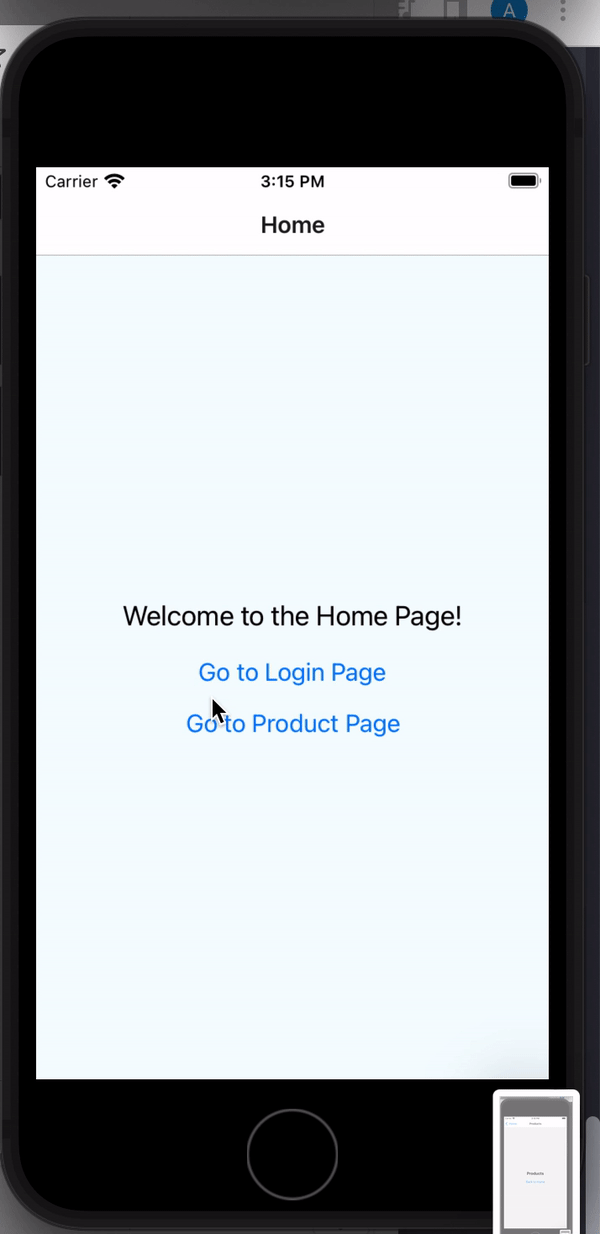 A
Carrier 3:15 PM
Home
Welcome to the Home Page!
Go to Login Page
Go to Product Page
Products